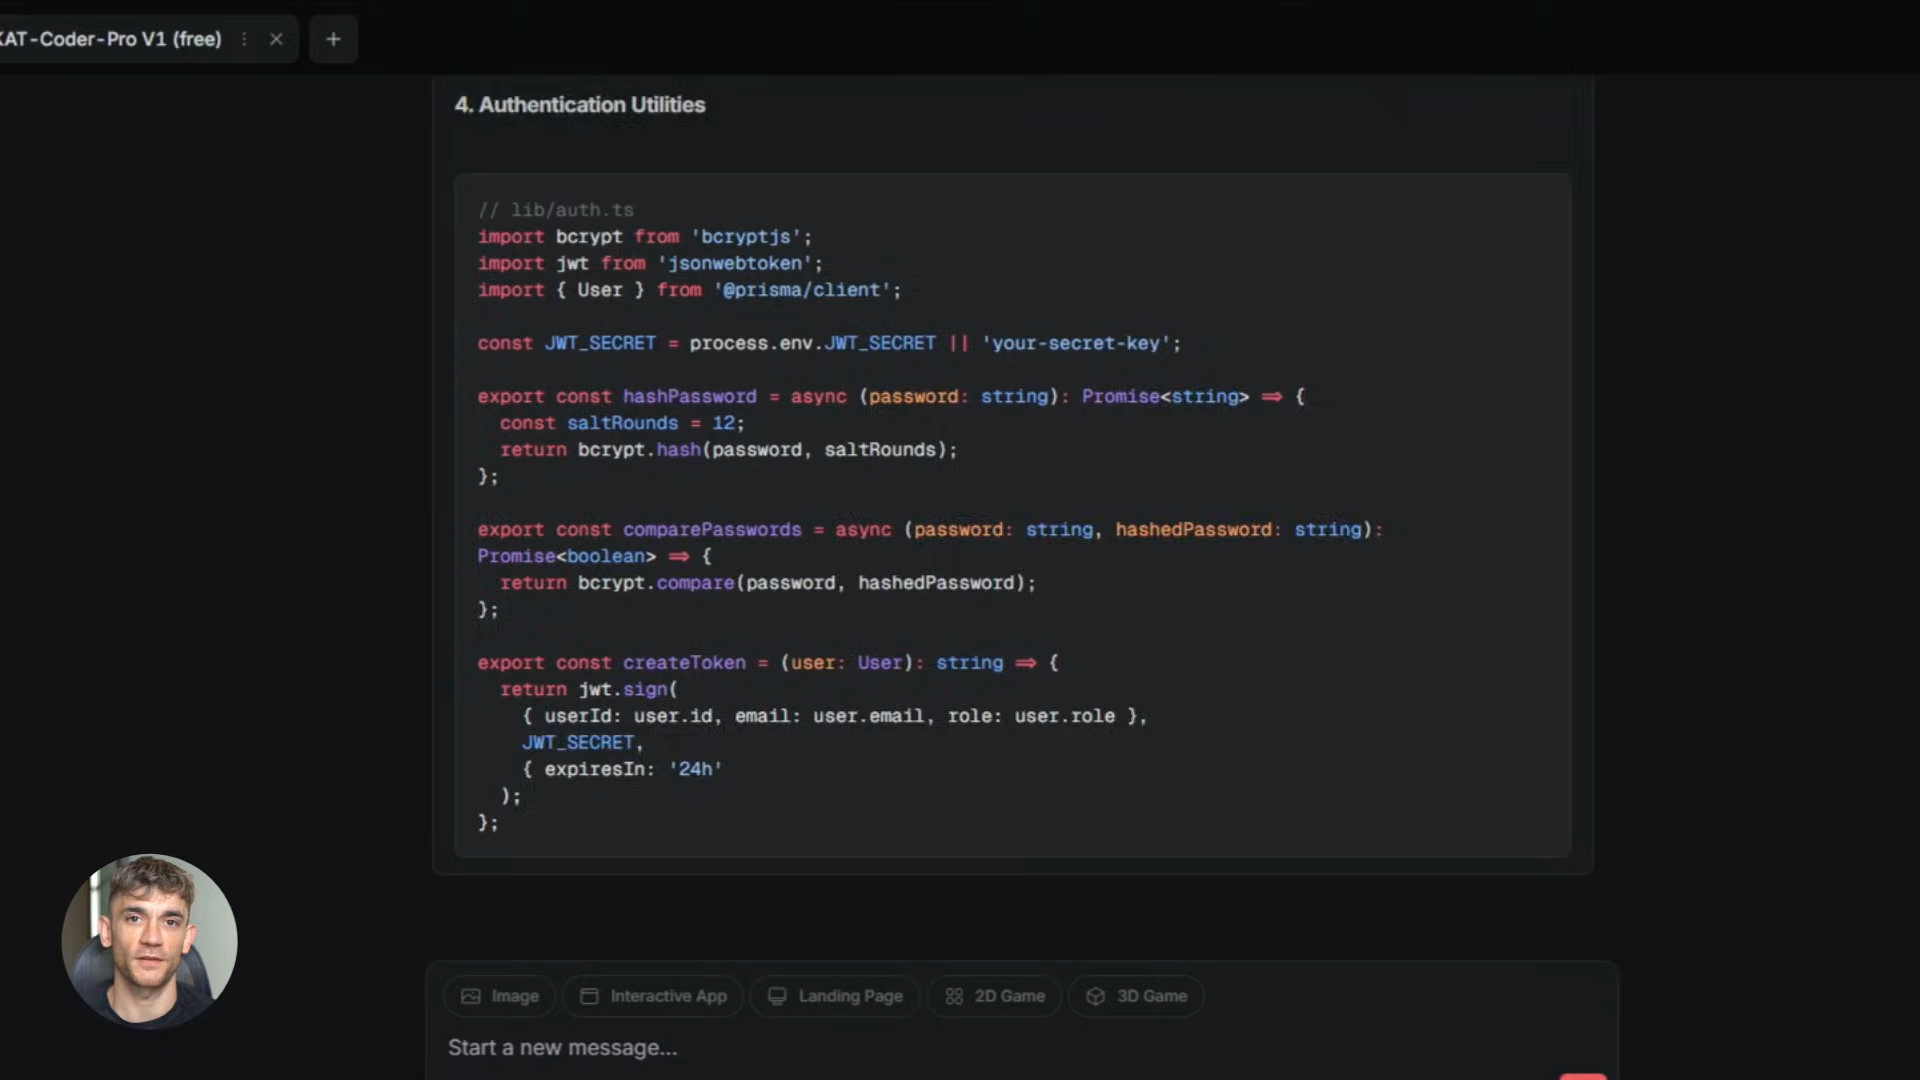 KAT-Coder-Pro V1 (free)
4. Authentication Utilities
// lib/auth.ts
import bcrypt from 'bcryptjs';
import jwt from 'jsonwebtoken';
import { User } from '@prisma/client';
const JWT_SECRET = process.env.JWT_SECRET || 'your-secret-key';
export const hashPassword = async (password: string): Promise<string> => {
const saltRounds = 12;
return bcrypt.hash(password, saltRounds);
};
export const comparePasswords = async (password: string, hashedPassword: string):
Promise<boolean> => {
return bcrypt.compare(password, hashedPassword);
};
export const createToken = (user: User): string => {
return jwt.sign(
{ userId: user.id, email: user.email, role: user.role },
JWT_SECRET,
{ expiresIn: '24h'
);
};
Image Interactive App Landing Page 2D Game 3D Game
Start a new message...